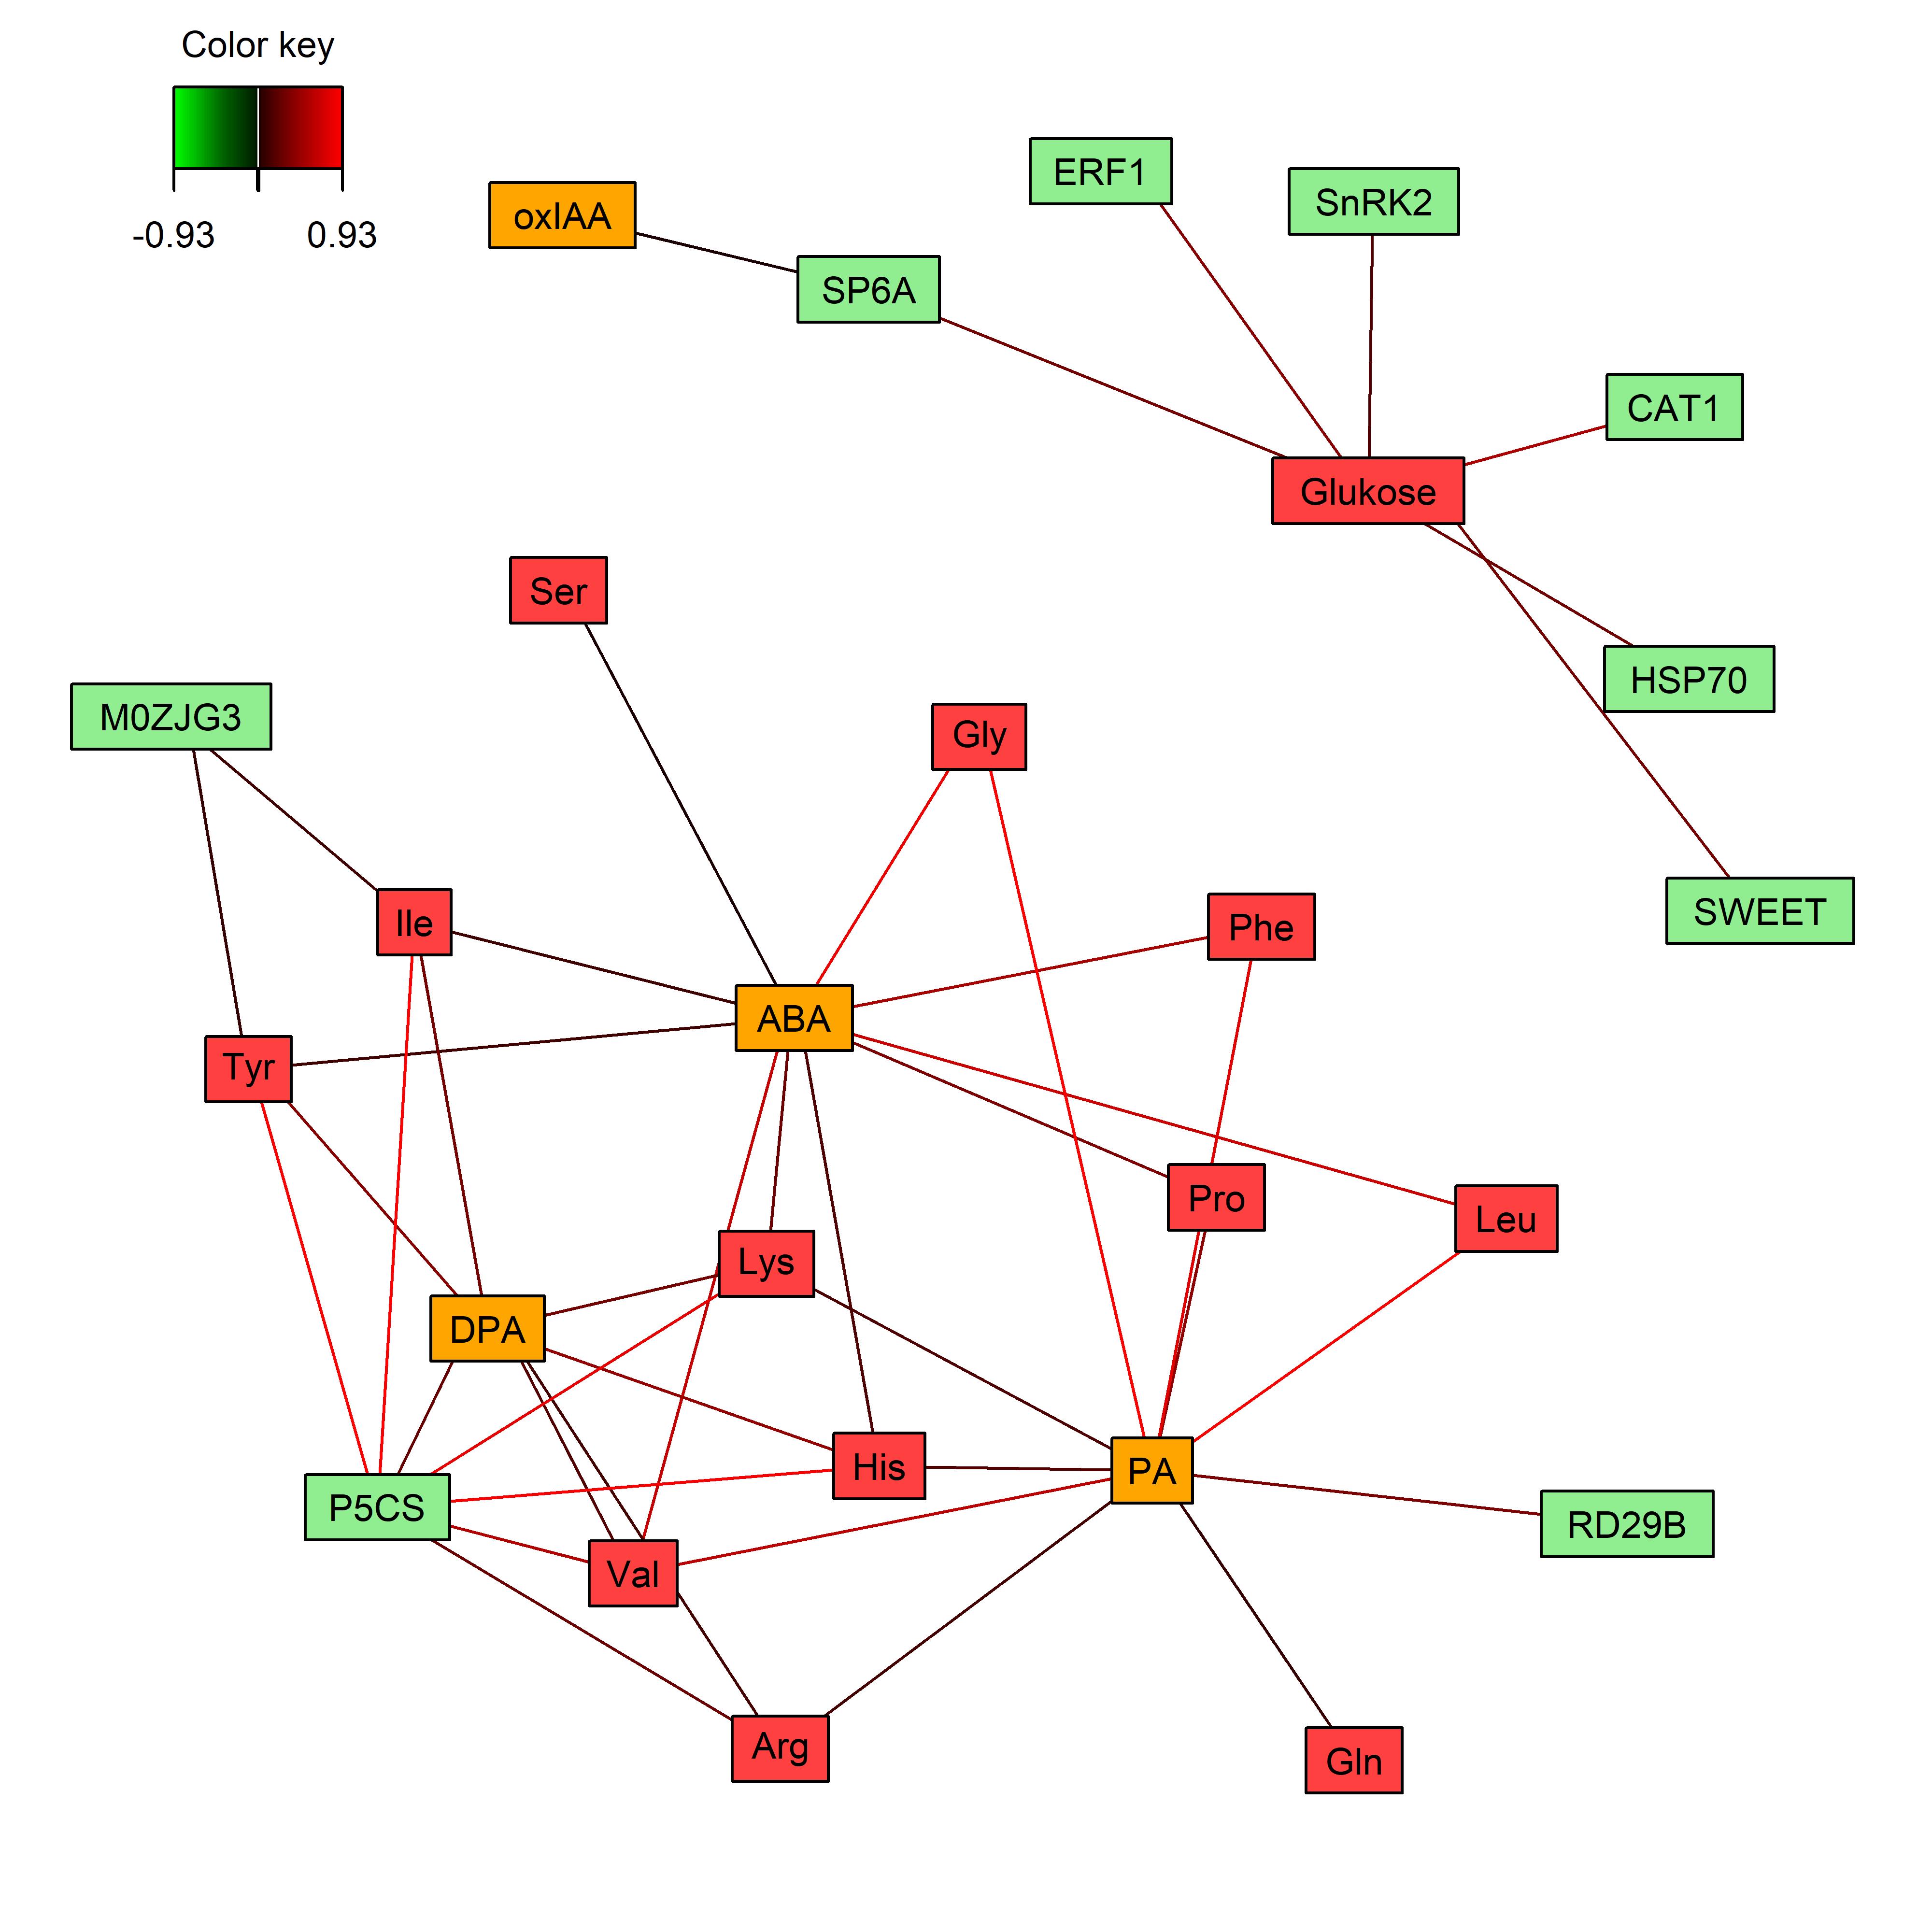 Color key
-0.93 0.93
ERF1
SnRK2
oxIAA
SP6A
CAT1
Glukose
Ser
HSP70
M0ZJG3
Gly
SWEET
Ile
Phe
ABA
Tyr
Pro
Leu
Lys
DPA
His
PA
P5CS
RD29B
Val
Arg
Gln